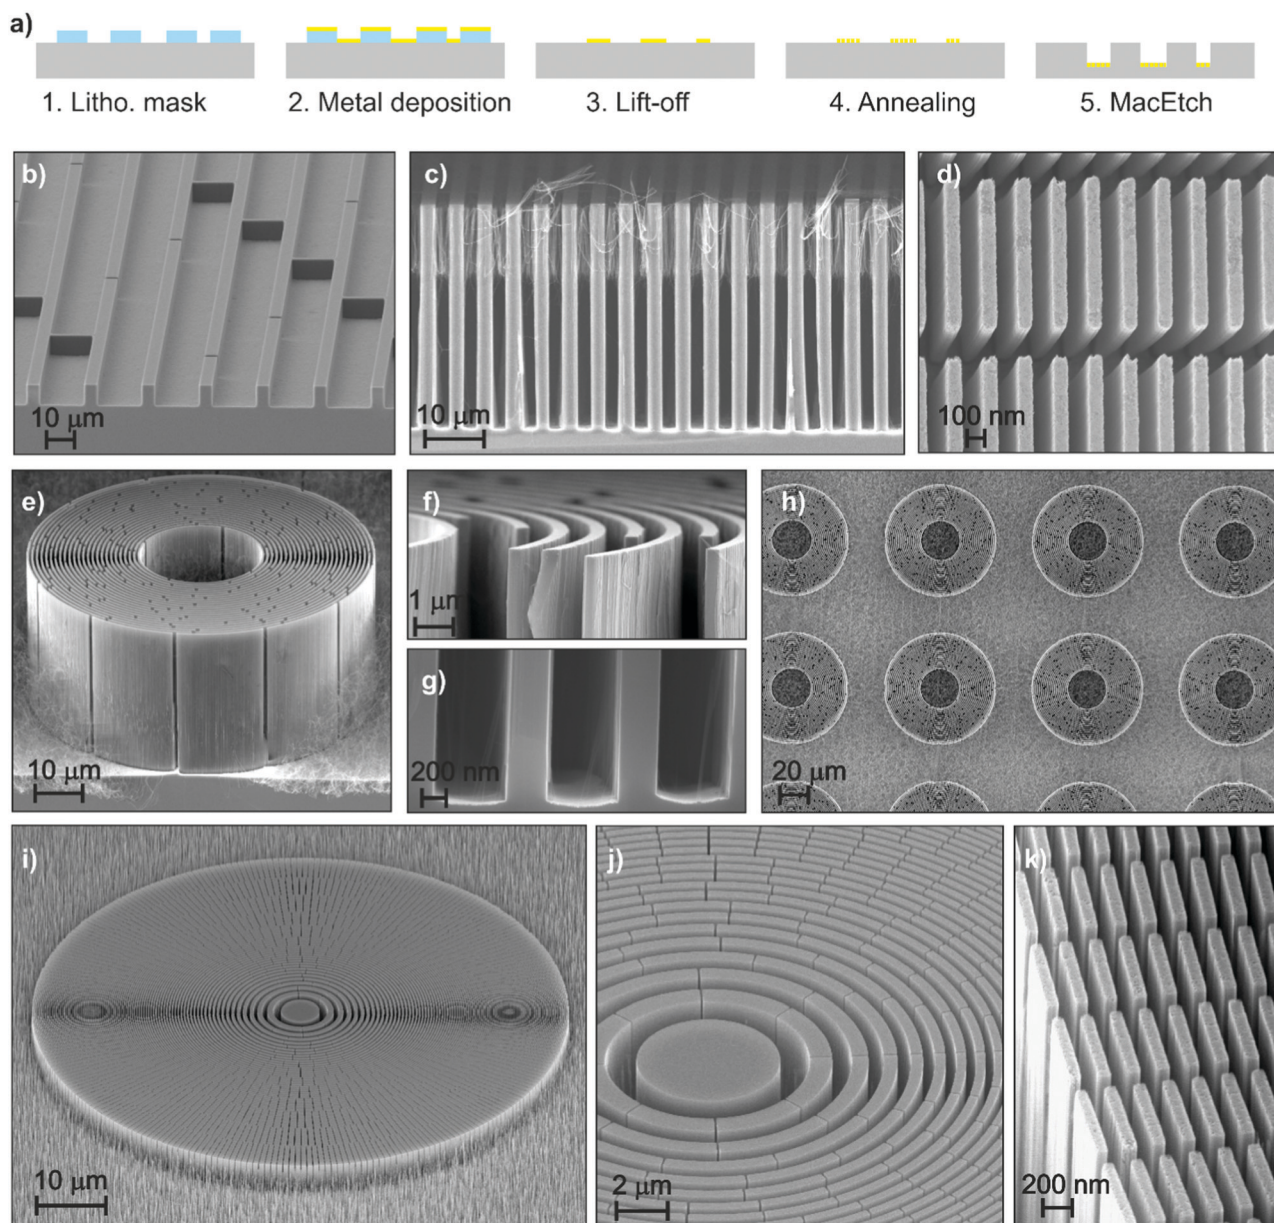 a)
1. Litho. mask
2. Metal deposition
3. Lift-off
4. Annealing
5. MacEtch
b)
10 μm
c)
10 μm
d)
100 nm
e)
10 μm
f)
1 μm
g)
200 nm
h)
20 μm
i)
10 μm
j)
2 μm
k)
200 nm